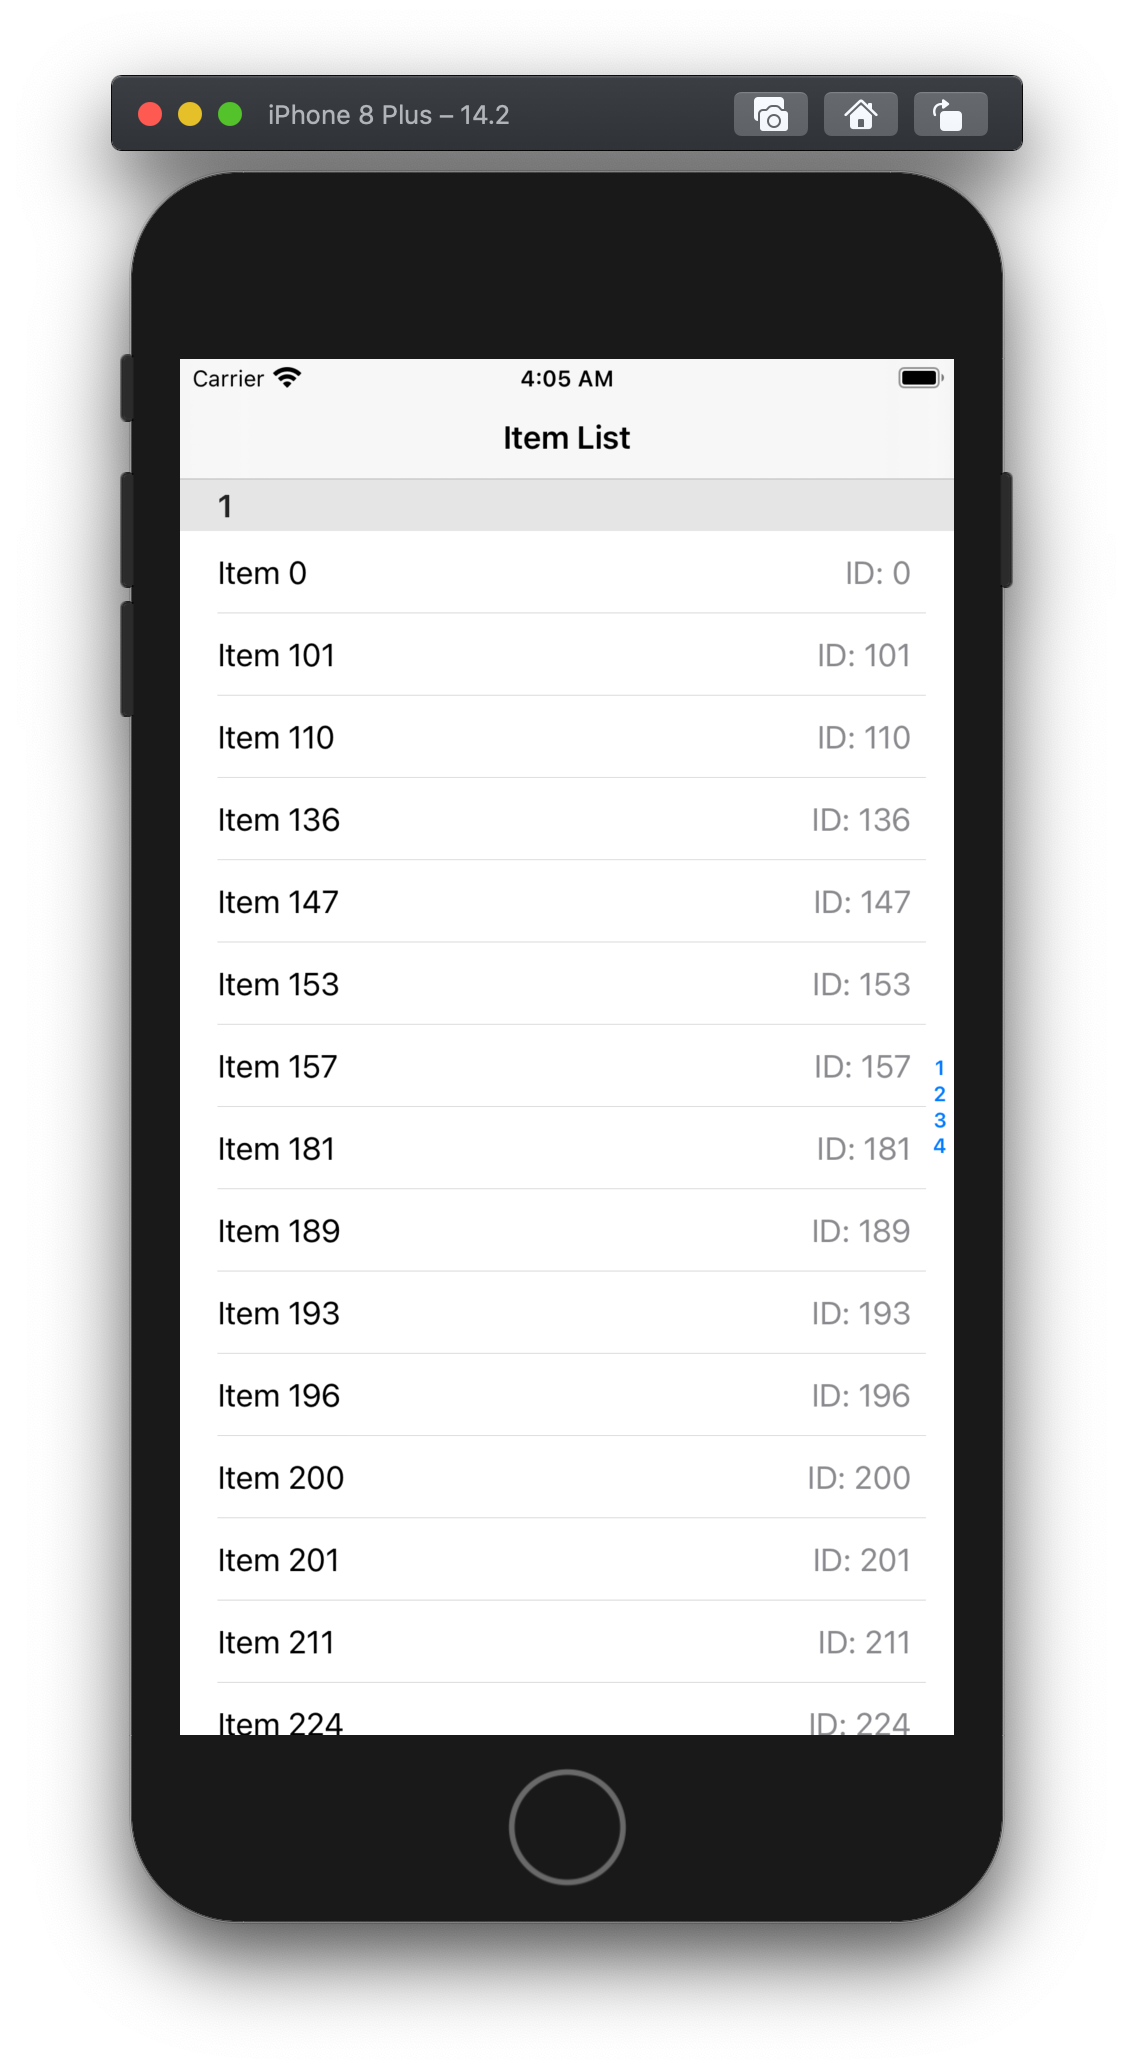 iPhone 8 Plus – 14.2
Carrier 4:05 AM
Item List
1
Item 0 ID: 0
Item 101 ID: 101
Item 110 ID: 110
Item 136 ID: 136
Item 147 ID: 147
Item 153 ID: 153
Item 157 ID: 157
Item 181 ID: 181
Item 189 ID: 189
Item 193 ID: 193
Item 196 ID: 196
Item 200 ID: 200
Item 201 ID: 201
Item 211 ID: 211
Item 224 ID: 224
1
2
3
4